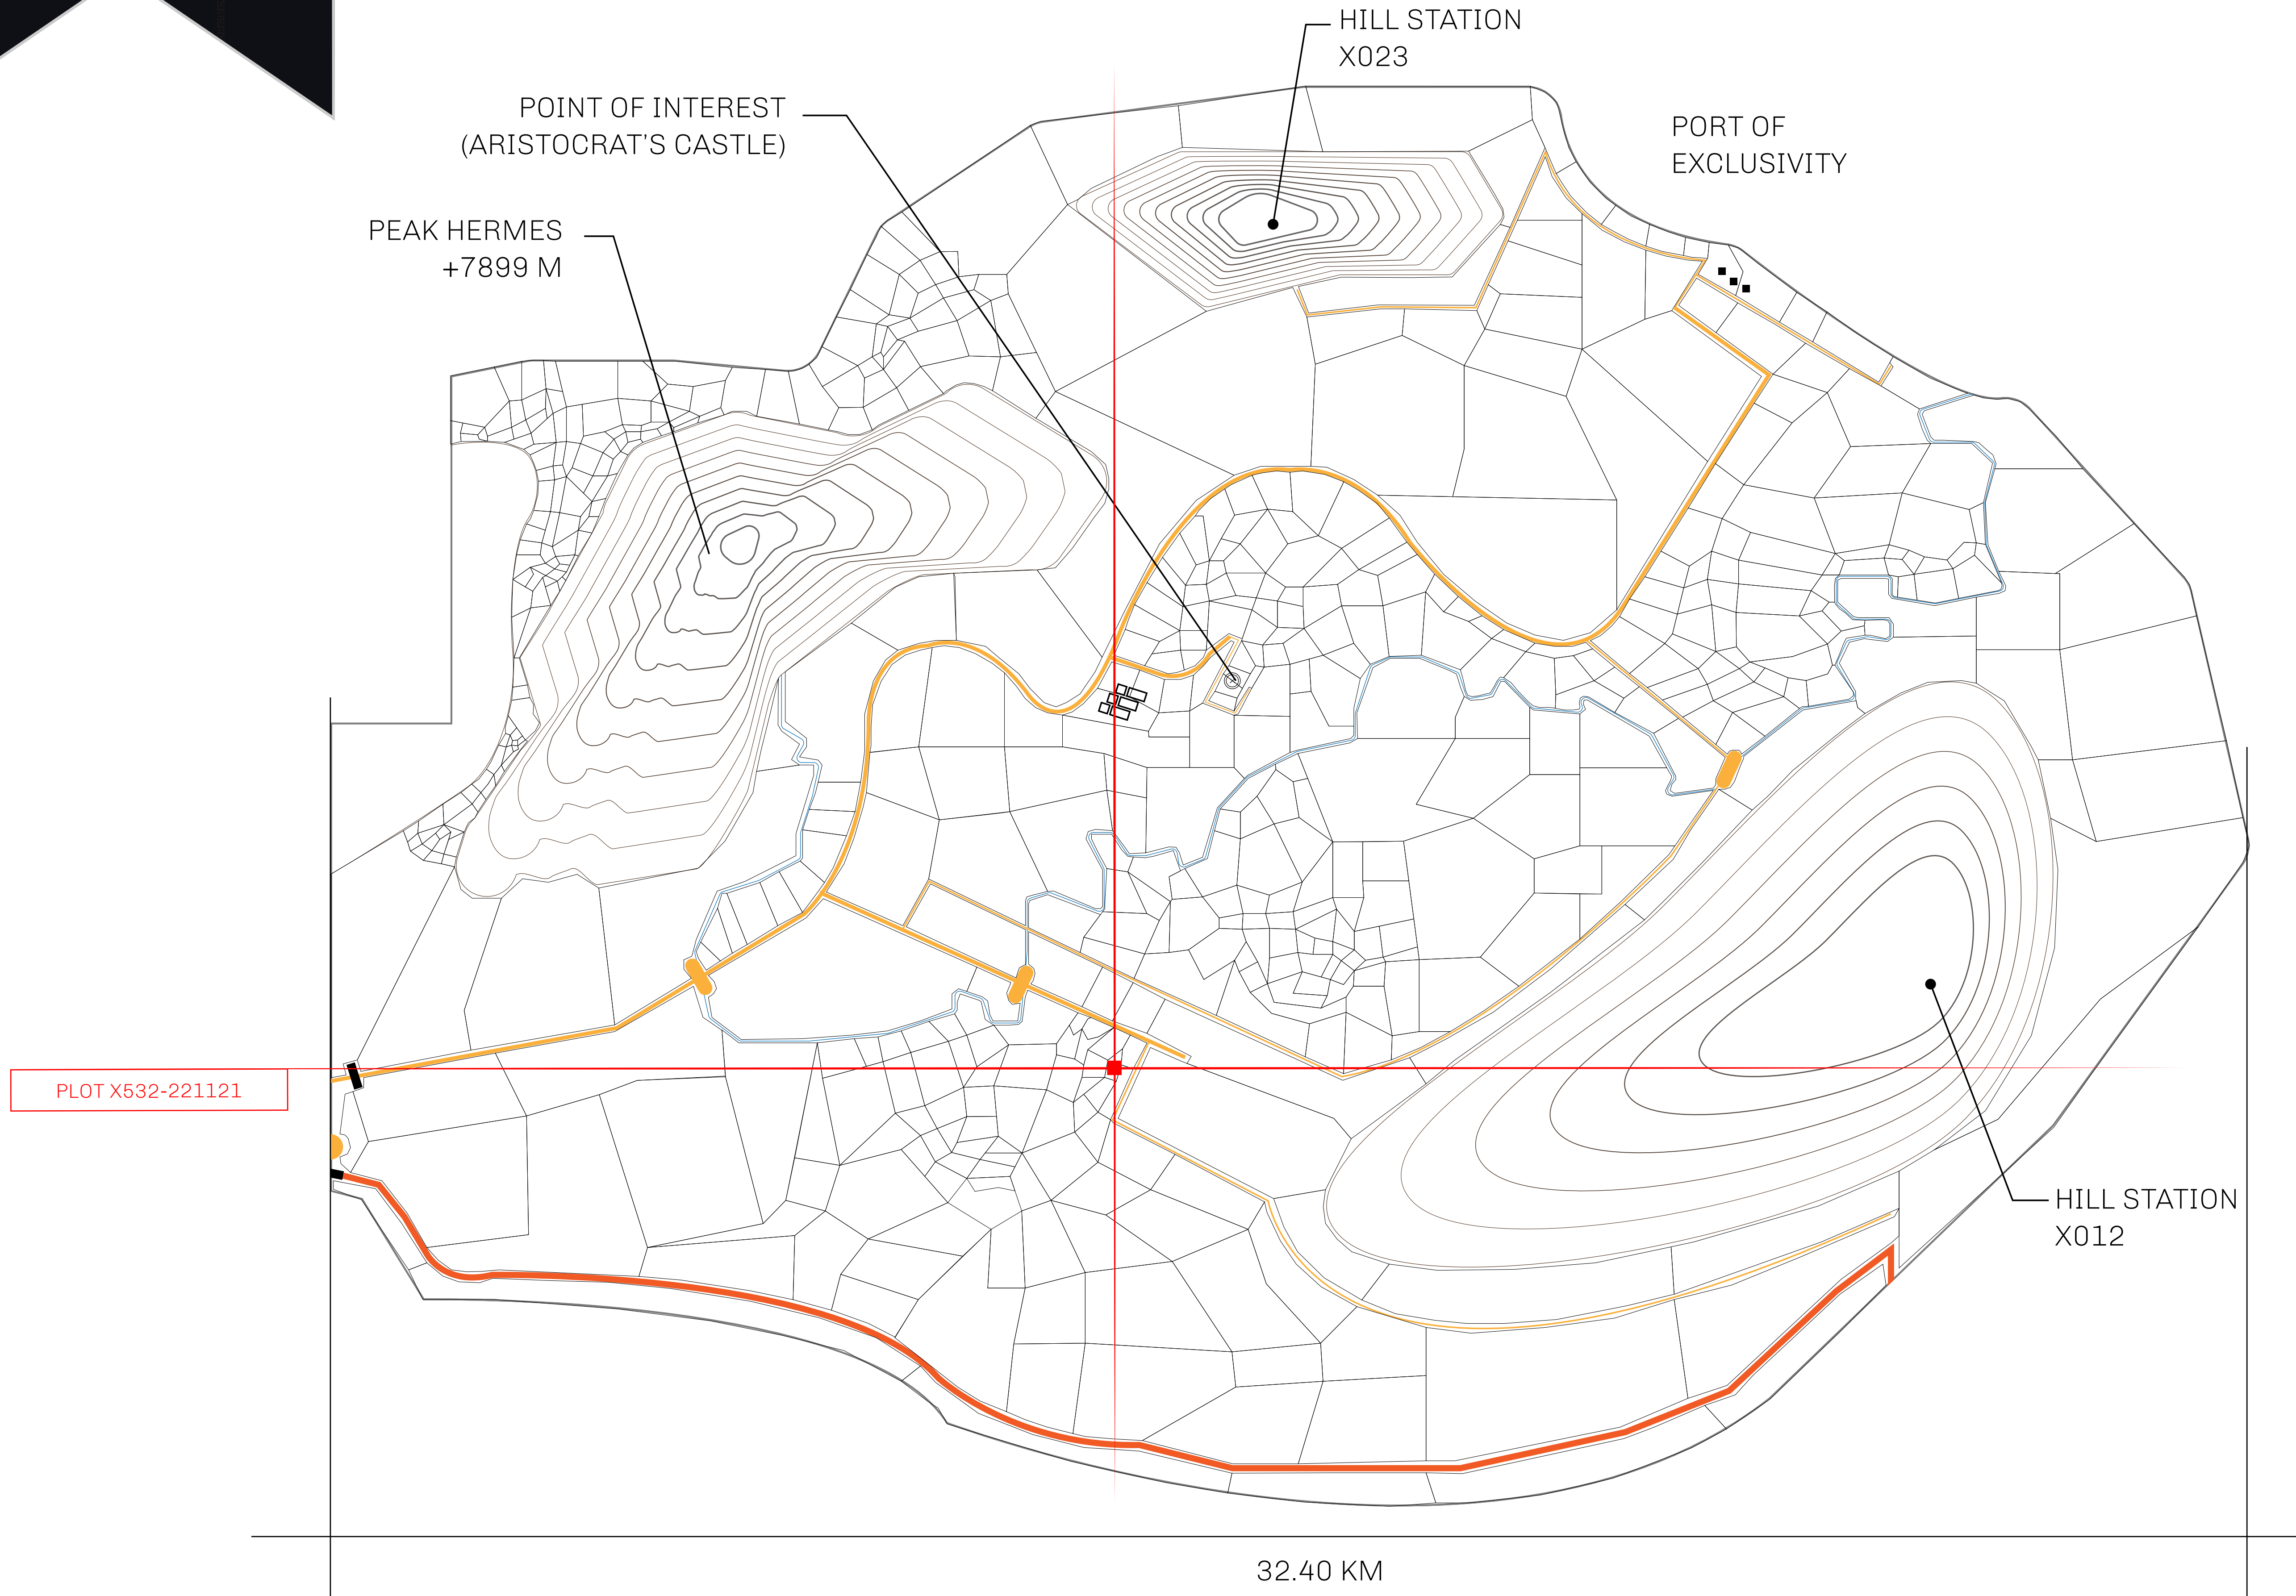 HILL STATION
X023
POINT OF INTEREST
(ARISTOCRAT'S CASTLE)
PORT OF
EXCLUSIVITY
PEAK HERMES
+7899 M
PLOT X532-221121
HILL STATION
X012
32.40 KM